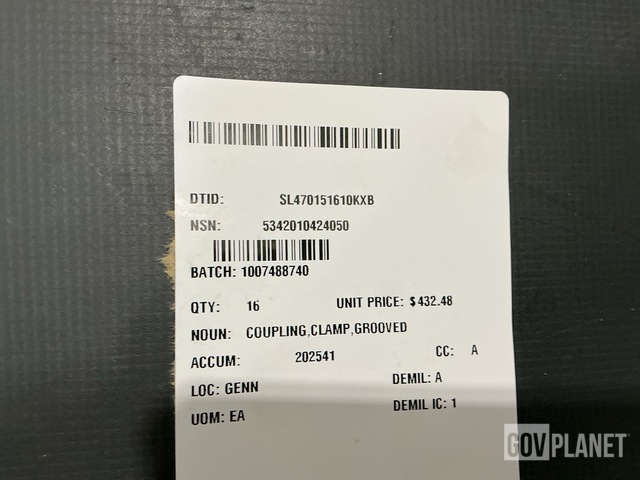 DTID: SL470151610KXB
NSN: 5342010424050
BATCH: 1007488740
QTY: 16 UNIT PRICE: $432.48
NOUN: COUPLING,CLAMP,GROOVED
ACCUM: 202541 CC: A
LOC: GENN DEMIL: A
UOM: EA DEMIL IC: 1
GOVPLANET